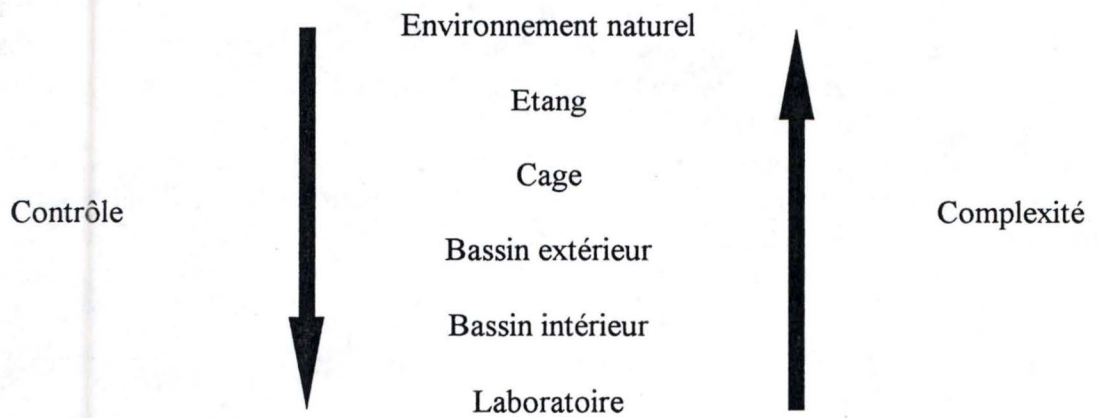 Environnement naturel
Etang
Cage
Contrôle
Complexité
Bassin extérieur
Bassin intérieur
Laboratoire